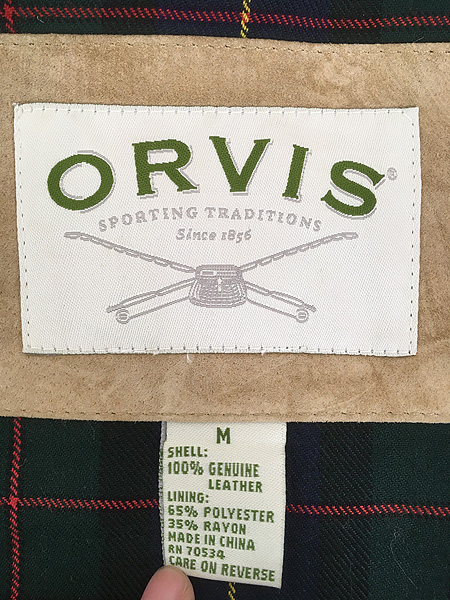 ORVIS®
SPORTING TRADITIONS
Since 1856
M
SHELL:
100% GENUINE
LEATHER
LINING:
65% POLYESTER
35% RAYON
MADE IN CHINA
RN 70534
CARE ON REVERSE